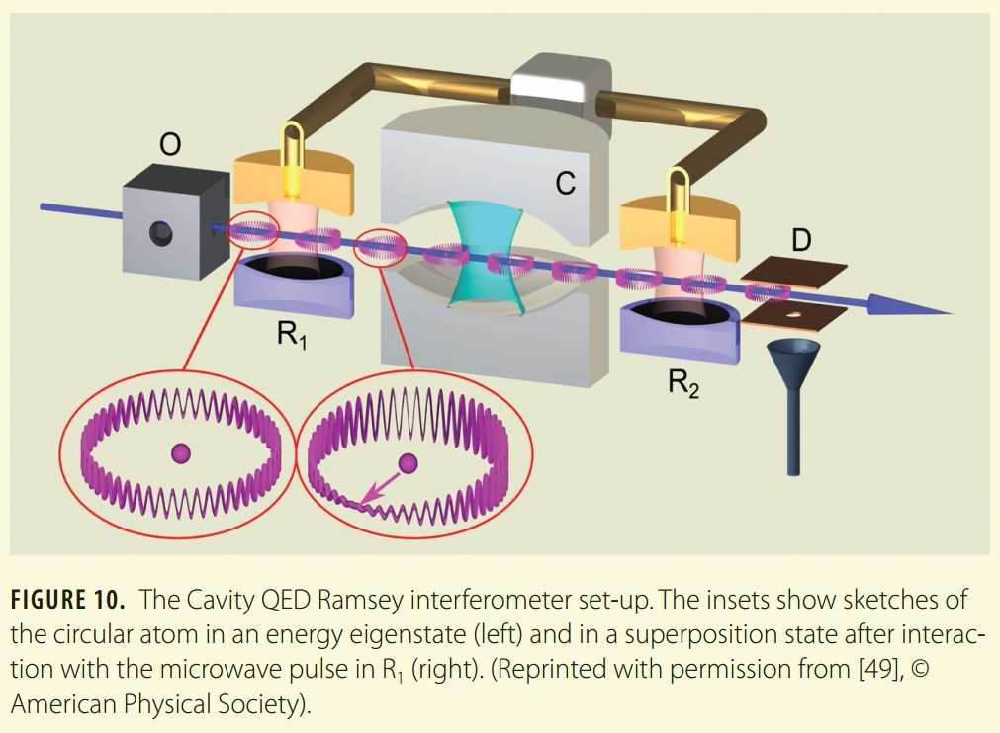 O
C
D
R₁
R₂
FIGURE 10. The Cavity QED Ramsey interferometer set-up. The insets show sketches of
the circular atom in an energy eigenstate (left) and in a superposition state after interac-
tion with the microwave pulse in R₁ (right). (Reprinted with permission from [49], ©
American Physical Society).